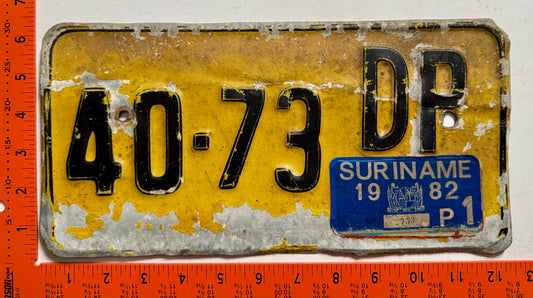 40-73 DP
SURINAME
19 82
P 1